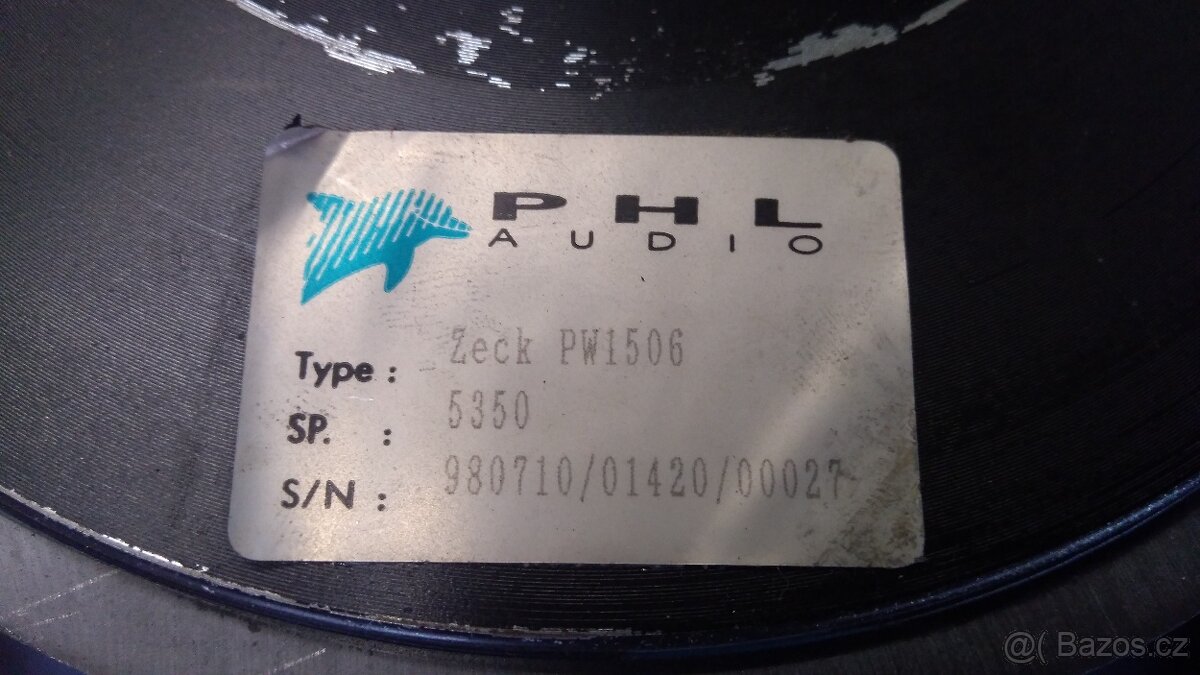 PHL
AUDIO
Type : Zeck PW1506
SP. : 5350
S/N : 980710/01420/00027
@( Bazos.cz